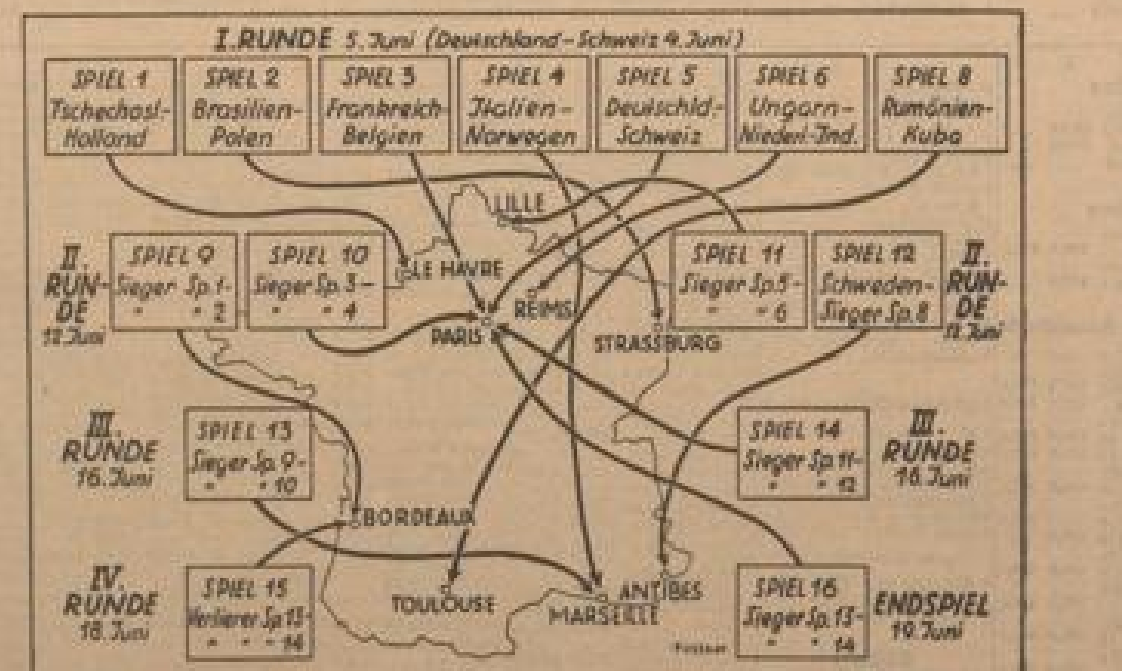 I. RUNDE 5. Juni (Deutschland - Schweiz 4. Juni)
SPIEL 1
Tschechosl.-
Holland
SPIEL 2
Brasilien-
Polen
SPIEL 3
Frankreich-
Belgien
SPIEL 4
Italien-
Norwegen
SPIEL 5
Deutschld.-
Schweiz
SPIEL 6
Ungarn-
Niederl.-Ind.
SPIEL 8
Rumänien-
Kuba
LILLE
II.
RUN-
DE
12. Juni
SPIEL 9
Sieger Sp. 1-
" " 2
SPIEL 10
Sieger Sp. 3-
" " 4
LE HAVRE
REIMS
PARIS
STRASSBURG
SPIEL 11
Sieger Sp. 5-
" " 6
SPIEL 12
Schweden-
Sieger Sp. 8
II.
RUN-
DE
12. Juni
III.
RUNDE
16. Juni
SPIEL 13
Sieger Sp. 9-
" " 10
SPIEL 14
Sieger Sp. 11-
" " 12
III.
RUNDE
16. Juni
BORDEAUX
IV.
RUNDE
18. Juni
SPIEL 15
Verlierer Sp. 13-
" " 14
TOULOUSE
MARSEILLE
ANTIBES
SPIEL 16
Sieger Sp. 13-
" " 14
ENDSPIEL
19. Juni